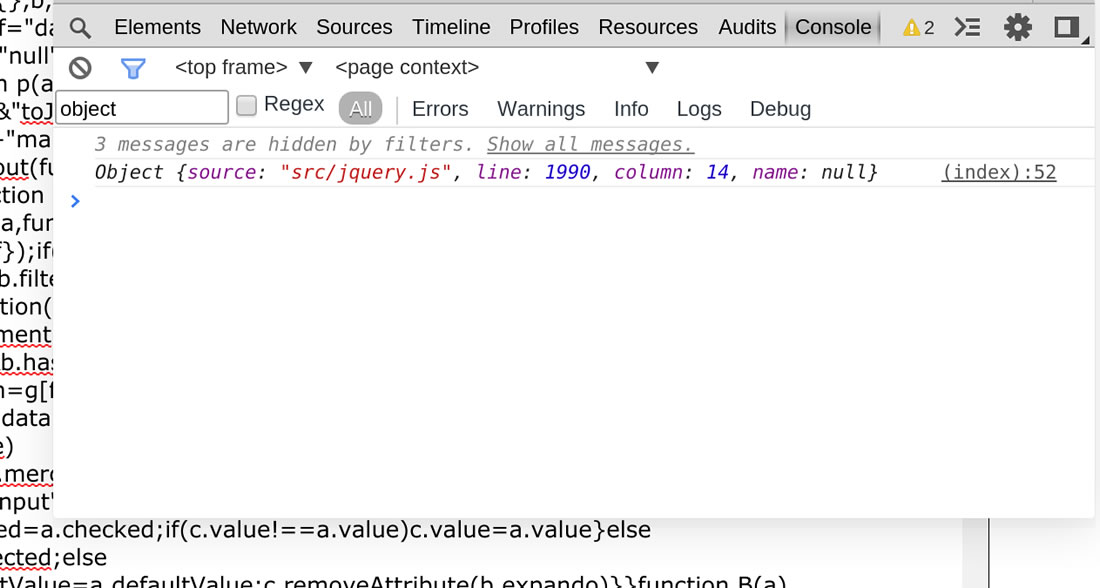 {},b,
f="da
Elements Network Sources Timeline Profiles Resources Audits Console 2
"null"
<top frame> ▼ <page context> ▼
n p(a
&"toJ
object Regex All Errors Warnings Info Logs Debug
-"ma
3 messages are hidden by filters. Show all messages.
out(fu
Object {source: "src/jquery.js", line: 1990, column: 14, name: null} (index):52
ction
>
a,fur
f});if(
b.filte
tion(
ment
b.has
n=g[f
data
e)
.merg
nput"
ed=a.checked;if(c.value!==a.value)c.value=a.value}else
ected;else
tValue=a.defaultValue;c.removeAttribute(b.expando)}}function B(a)